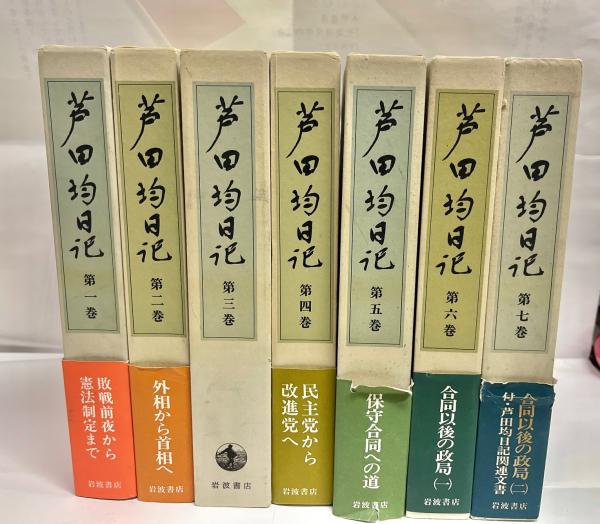 芦田均日記
第一巻
敗戦前夜から
憲法制定まで
岩波書店
芦田均日記
第二巻
外相から首相へ
岩波書店
芦田均日記
第三巻
岩波書店
芦田均日記
第四巻
民主党から
改進党へ
岩波書店
芦田均日記
第五巻
保守合同への道
岩波書店
芦田均日記
第六巻
合同以後の政局(一)
岩波書店
芦田均日記
第七巻
合同以後の政局(二)
付・芦田均日記関連文書
岩波書店